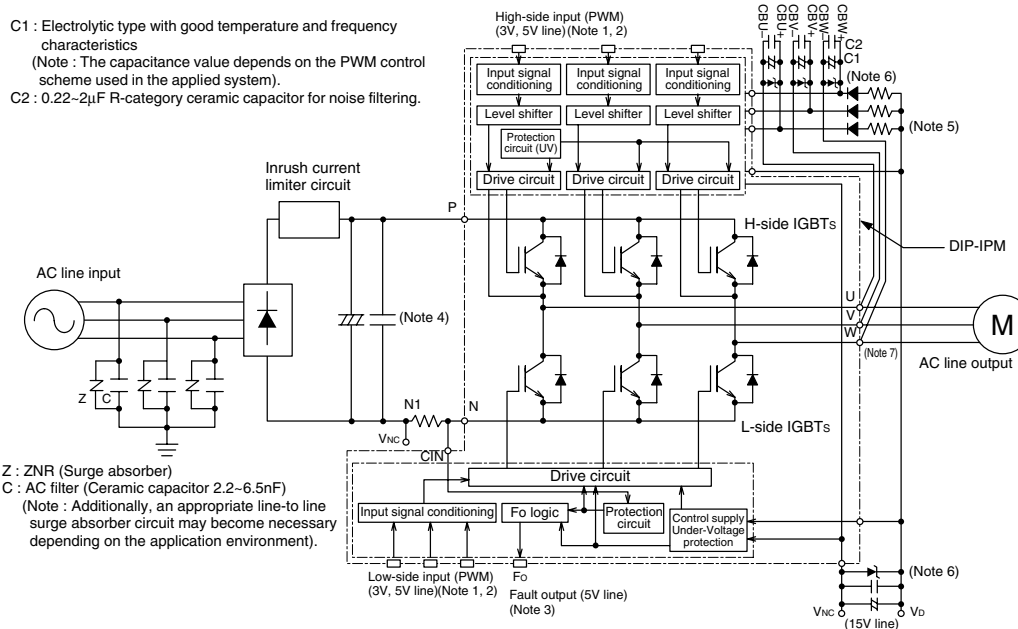 C1 : Electrolytic type with good temperature and frequency
characteristics
(Note : The capacitance value depends on the PWM control
scheme used in the applied system).
C2 : 0.22~2μF R-category ceramic capacitor for noise filtering.
High-side input (PWM)
(3V, 5V line)(Note 1, 2)
CBU–
CBU+
CBV–
CBV+
CBW–
CBW+
C2
C1
(Note 6)
(Note 5)
Input signal
conditioning
Input signal
conditioning
Input signal
conditioning
Level shifter
Level shifter
Level shifter
Protection
circuit (UV)
Drive circuit
Drive circuit
Drive circuit
Inrush current
limiter circuit
P
H-side IGBTS
DIP-IPM
AC line input
(Note 4)
U
V
W
(Note 7)
M
AC line output
Z
C
N1
N
VNC
CIN
L-side IGBTS
Z : ZNR (Surge absorber)
C : AC filter (Ceramic capacitor 2.2~6.5nF)
(Note : Additionally, an appropriate line-to line
surge absorber circuit may become necessary
depending on the application environment).
Drive circuit
Input signal conditioning
Fo logic
Protection
circuit
Control supply
Under-Voltage
protection
Low-side input (PWM)
(3V, 5V line)(Note 1, 2)
FO
Fault output (5V line)
(Note 3)
(Note 6)
VNC
VD
(15V line)